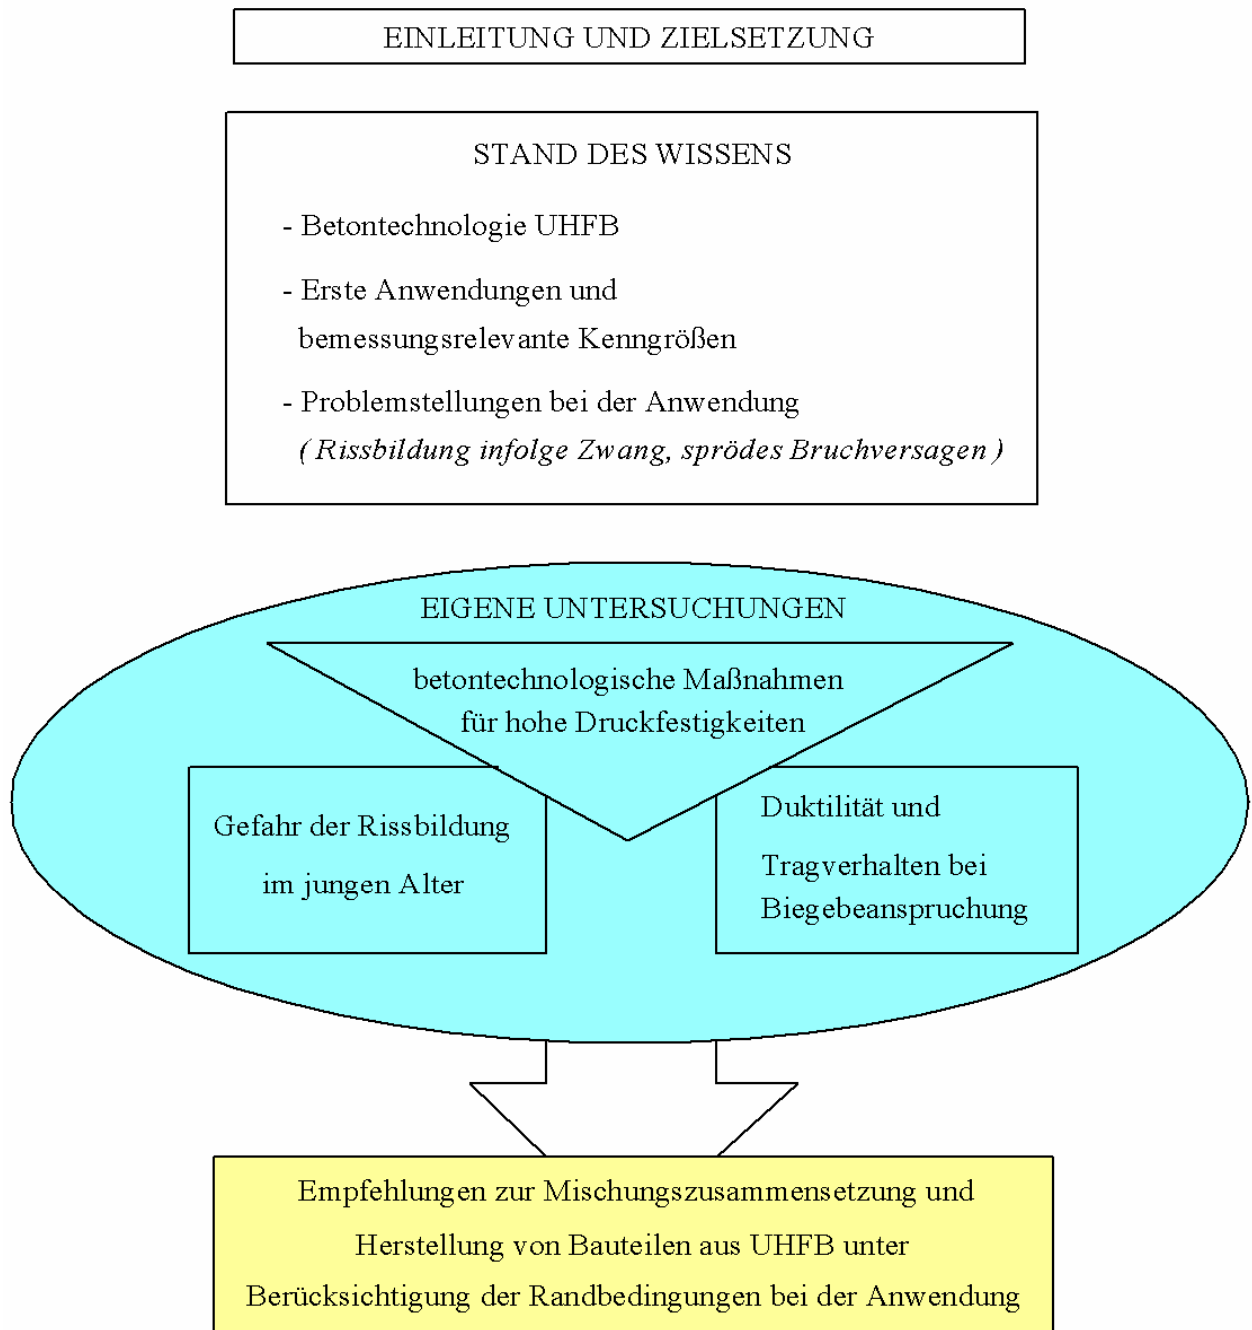 EINLEITUNG UND ZIELSETZUNG
STAND DES WISSENS
- Betontechnologie UHFB
- Erste Anwendungen und
bemessungsrelevante Kenngrößen
- Problemstellungen bei der Anwendung
( Rissbildung infolge Zwang, sprödes Bruchversagen )
EIGENE UNTERSUCHUNGEN
betontechnologische Maßnahmen
für hohe Druckfestigkeiten
Gefahr der Rissbildung
im jungen Alter
Duktilität und
Tragverhalten bei
Biegebeanspruchung
Empfehlungen zur Mischungszusammensetzung und
Herstellung von Bauteilen aus UHFB unter
Berücksichtigung der Randbedingungen bei der Anwendung